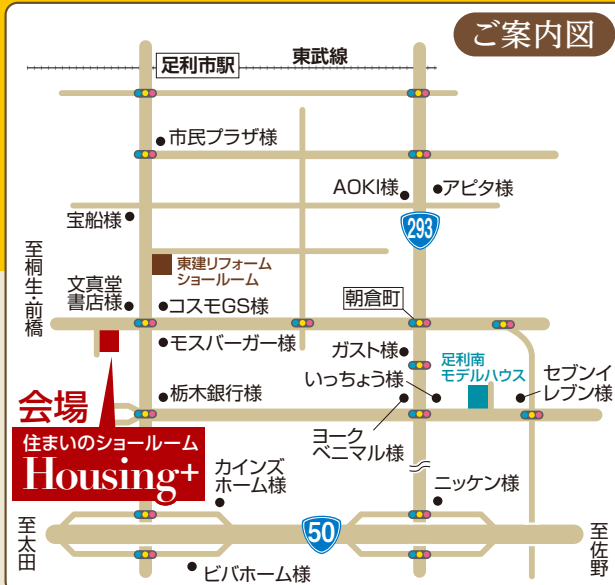 ご案内図
足利市駅
東武線
市民プラザ様
AOKI様
アピタ様
宝船様
293
至桐生・前橋
東建リフォーム
ショールーム
文真堂
書店様
コスモGS様
朝倉町
モスバーガー様
ガスト様
足利南
モデルハウス
いっちょう様
セブンイ
レブン様
栃木銀行様
会場
住まいのショールーム
Housing+
ヨーク
ベニマル様
カインズ
ホーム様
ニッケン様
至太田
50
至佐野
ビバホーム様